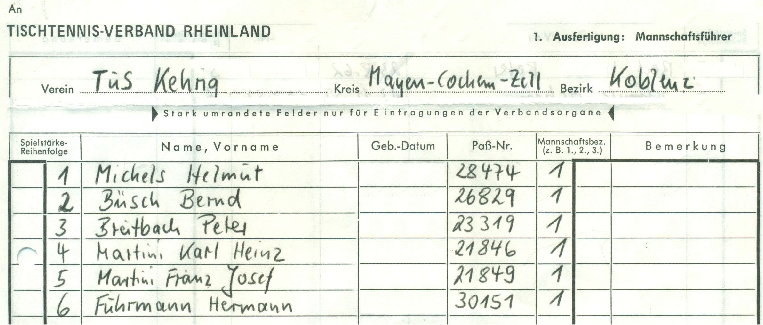 An
TISCHTENNIS-VERBAND RHEINLAND
1. Ausfertigung: Mannschaftsführer
Verein TuS Kehrig Kreis Mayen-Cochem-Zell Bezirk Koblenz
Stark umrandete Felder nur für Eintragungen der Verbandsorgane
Spielstärke-Reihenfolge Name, Vorname Geb.-Datum Paß-Nr. Mannschaftsbez. (z. B. 1., 2., 3.) Bemerkung
1 Michels Helmut 28474 1
2 Büsch Bernd 26829 1
3 Breitbach Peter 23319 1
4 Martini Karl Heinz 21846 1
5 Martini Franz Josef 21849 1
6 Führmann Hermann 30151 1